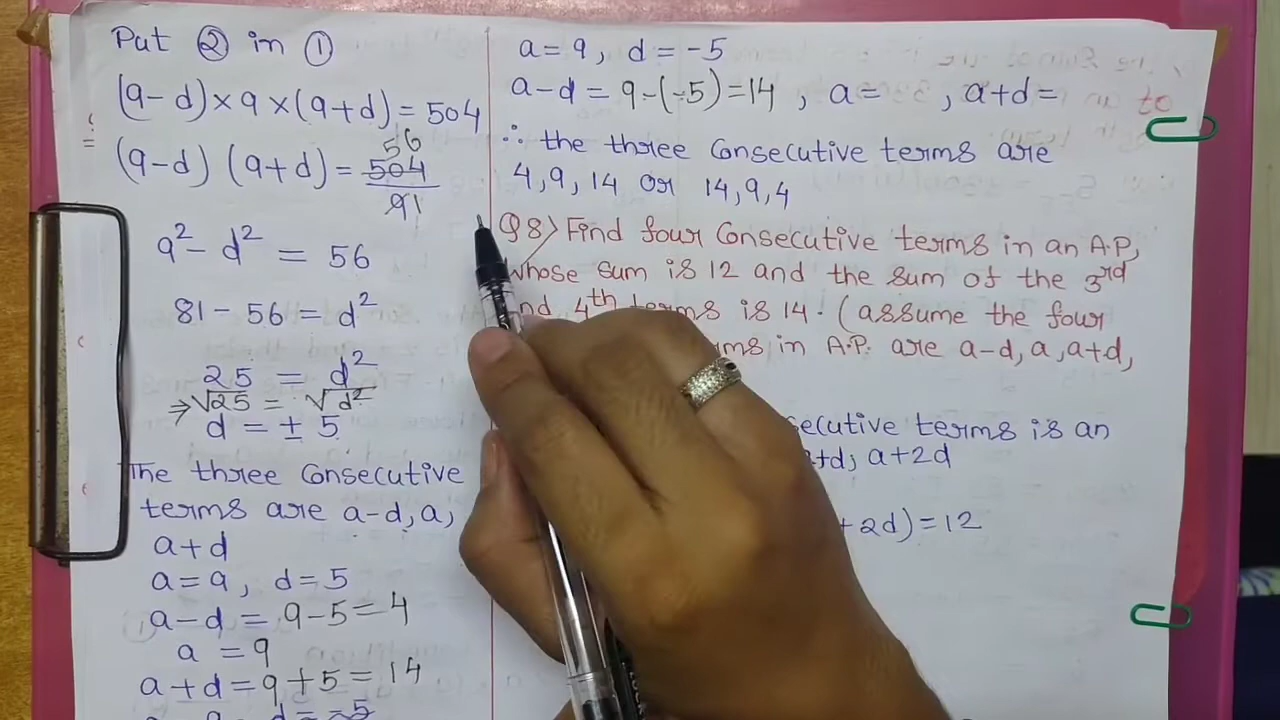 Put ② in ①
(9-d)×9×(9+d)=504
(9-d) (9+d)= 504
56
91
9²- d² = 56
81-56=d²
25 = d²
⇒√25 = √d²
d = ± 5
The three Consecutive
terms are a-d, a,
a+d
a=9, d=5
a-d = 9-5=4
a =9
a+d=9+5=14
a=9, d=-5
a-d = 9-(-5)=14, a= , a+d=
to
∴ the three Consecutive terms are
4,9,14 or 14,9,4
Q8> Find four Consecutive terms in an A.P,
whose sum is 12 and the sum of the 3rd
and 4th terms is 14. (assume the four
ms in A.P. are a-d, a, a+d,
secutive terms is an
a+d, a+2d
+2d)=12